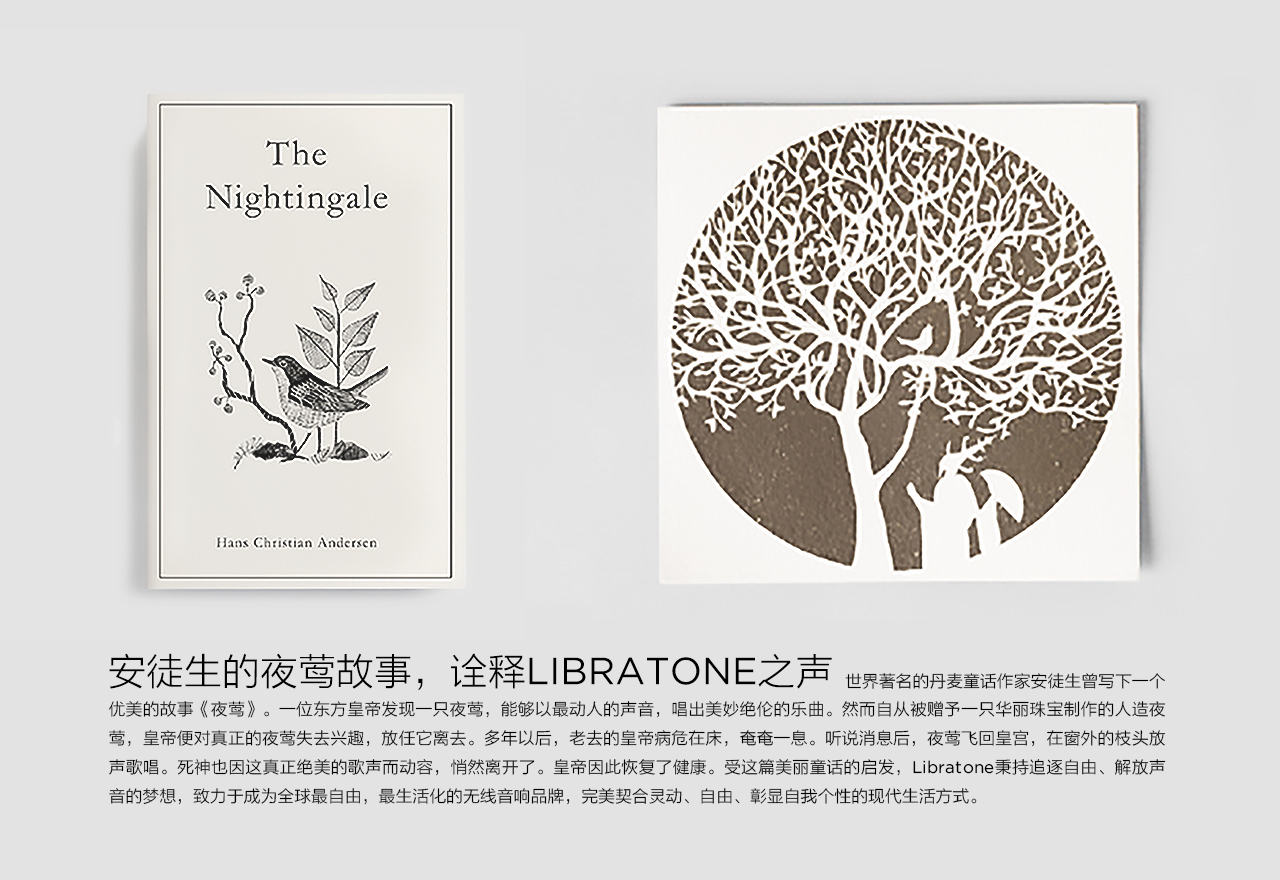 The
Nightingale
Hans Christian Andersen
安徒生的夜莺故事，诠释LIBRATONE之声 世界著名的丹麦童话作家安徒生曾写下一个
优美的故事《夜莺》。一位东方皇帝发现一只夜莺，能够以最动人的声音，唱出美妙绝伦的乐曲。然而自从被赠予一只华丽珠宝制作的人造夜
莺，皇帝便对真正的夜莺失去兴趣，放任它离去。多年以后，老去的皇帝病危在床，奄奄一息。听说消息后，夜莺飞回皇宫，在窗外的枝头放
声歌唱。死神也因这真正绝美的歌声而动容，悄然离开了。皇帝因此恢复了健康。受这篇美丽童话的启发，Libratone秉持追逐自由、解放声
音的梦想，致力于成为全球最自由，最生活化的无线音响品牌，完美契合灵动、自由、彰显自我个性的现代生活方式。